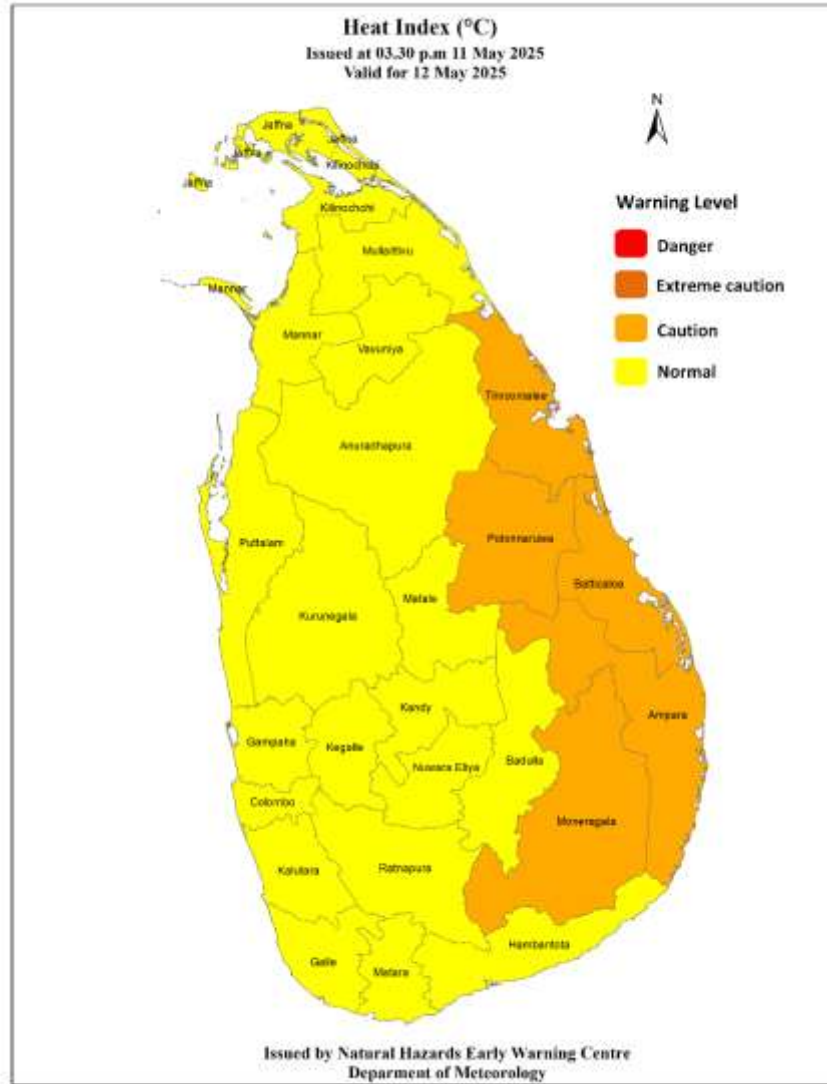 Heat Index (°C)
Issued at 03.30 p.m 11 May 2025
Valid for 12 May 2025
N
Warning Level
Danger
Extreme caution
Caution
Normal
Jaffna
Jaffna
Jaffna
Kilinochchi
Jaffna
Kilinochchi
Mullaittivu
Mannar
Mannar
Vavuniya
Trincomalee
Anuradhapura
Polonnaruwa
Puttalam
Batticaloa
Matale
Kurunegala
Kandy
Ampara
Gampaha
Kegalle
Nuwara Eliya
Badulla
Colombo
Moneragala
Kalutara
Ratnapura
Hambantota
Galle
Matara
Issued by Natural Hazards Early Warning Centre
Deparment of Meteorology